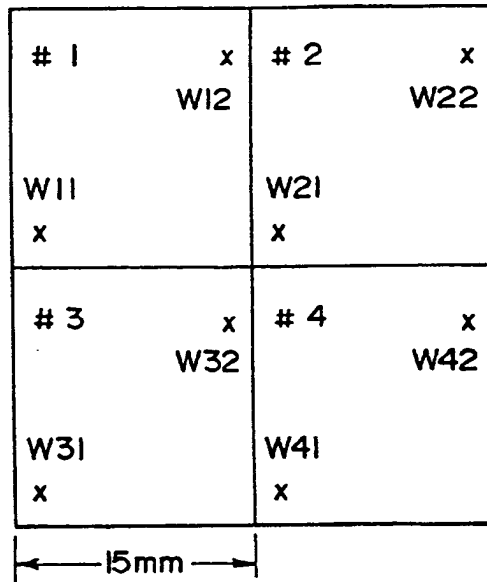 # 1 x # 2 x
W12 W22
W11 W21
x x
# 3 x # 4 x
W32 W42
W31 W41
x x
15mm